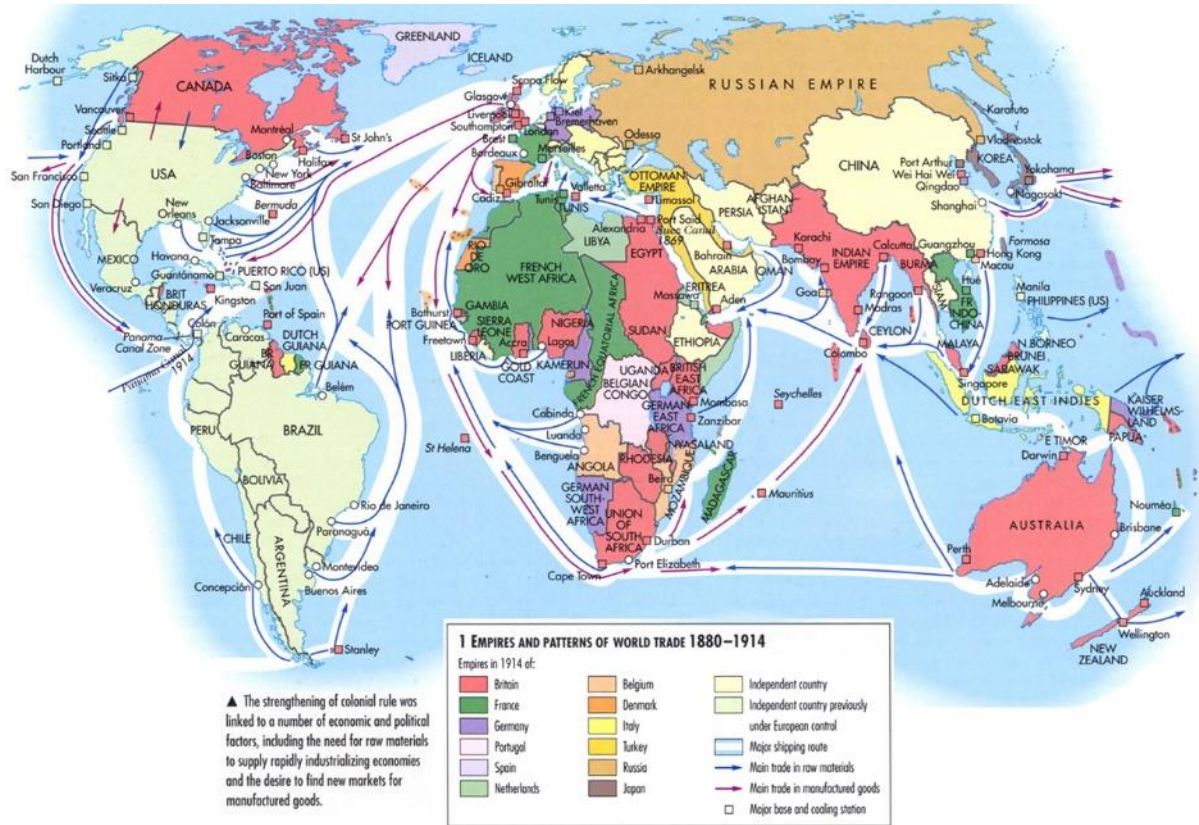 GREENLAND
ICELAND
Dutch
Harbour
Sitka
CANADA
Vancouver
Seattle
Portland
San Francisco
San Diego
USA
Montréal
St John's
Halifax
Boston
New York
Baltimore
Bermuda
New
Orleans
Jacksonville
Tampa
MEXICO
Havana
Veracruz
Guantánamo
PUERTO RICO (US)
San Juan
BRIT
HONDURAS
Kingston
Port of Spain
Panama
Canal Zone
Colón
Panama Canal
1914
Caracas
DUTCH
GUIANA
BR
GUIANA
FR GUIANA
Belém
PERU
BRAZIL
BOLIVIA
Rio de Janeiro
Paranaguá
CHILE
ARGENTINA
Montevideo
Buenos Aires
Concepción
Stanley
Scapa Flow
Glasgow
Liverpool
Southampton
London
Kiel
Bremerhaven
Brest
Bordeaux
Marseilles
Odessa
Gibraltar
Cadiz
Tunis
TUNIS
Valletta
OTTOMAN
EMPIRE
Limassol
Port Said
Suez Canal
1869
Alexandria
Arkhangelsk
RUSSIAN EMPIRE
Karafuto
Vladivostok
CHINA
Port Arthur
Wei Hai Wei
Qingdao
KOREA
Yokohama
Nagasaki
Shanghai
PERSIA
AFGHAN
ISTAN
Bahrain
ARABIA
OMAN
Aden
Karachi
Bombay
INDIAN
EMPIRE
Calcutta
BURMA
Goa
Madras
Rangoon
CEYLON
Colombo
Guangzhou
Formosa
Hong Kong
Macau
Hué
SIAM
FR
INDO
CHINA
Manila
PHILIPPINES (US)
MALAYA
Singapore
N BORNEO
BRUNEI
SARAWAK
DUTCH EAST INDIES
Batavia
KAISER
WILHELMS-
LAND
PAPUA
E TIMOR
Darwin
RIO
DE
ORO
FRENCH
WEST AFRICA
LIBYA
EGYPT
Massawa
ERITREA
SUDAN
ETHIOPIA
Bathurst
GAMBIA
PORT GUINEA
SIERRA
LEONE
Freetown
LIBERIA
Accra
GOLD
COAST
NIGERIA
Lagos
KAMERUN
FRENCH EQUATORIAL AFRICA
UGANDA
BELGIAN
CONGO
BRITISH
EAST
AFRICA
Mombasa
GERMAN
EAST
AFRICA
Zanzibar
Seychelles
Cabinda
Luanda
Benguela
St Helena
ANGOLA
NYASALAND
RHODESIA
Beira
MOZAMBIQUE
MADAGASCAR
Mauritius
GERMAN
SOUTH-
WEST
AFRICA
UNION
OF
SOUTH
AFRICA
Durban
Cape Town
Port Elizabeth
AUSTRALIA
Nouméa
Brisbane
Perth
Adelaide
Melbourne
Sydney
Auckland
Wellington
NEW
ZEALAND
▲ The strengthening of colonial rule was
linked to a number of economic and political
factors, including the need for raw materials
to supply rapidly industrializing economies
and the desire to find new markets for
manufactured goods.
1 EMPIRES AND PATTERNS OF WORLD TRADE 1880–1914
Empires in 1914 of:
Britain
France
Germany
Portugal
Spain
Netherlands
Belgium
Denmark
Italy
Turkey
Russia
Japan
Independent country
Independent country previously
under European control
Major shipping route
Main trade in raw materials
Main trade in manufactured goods
Major base and coaling station